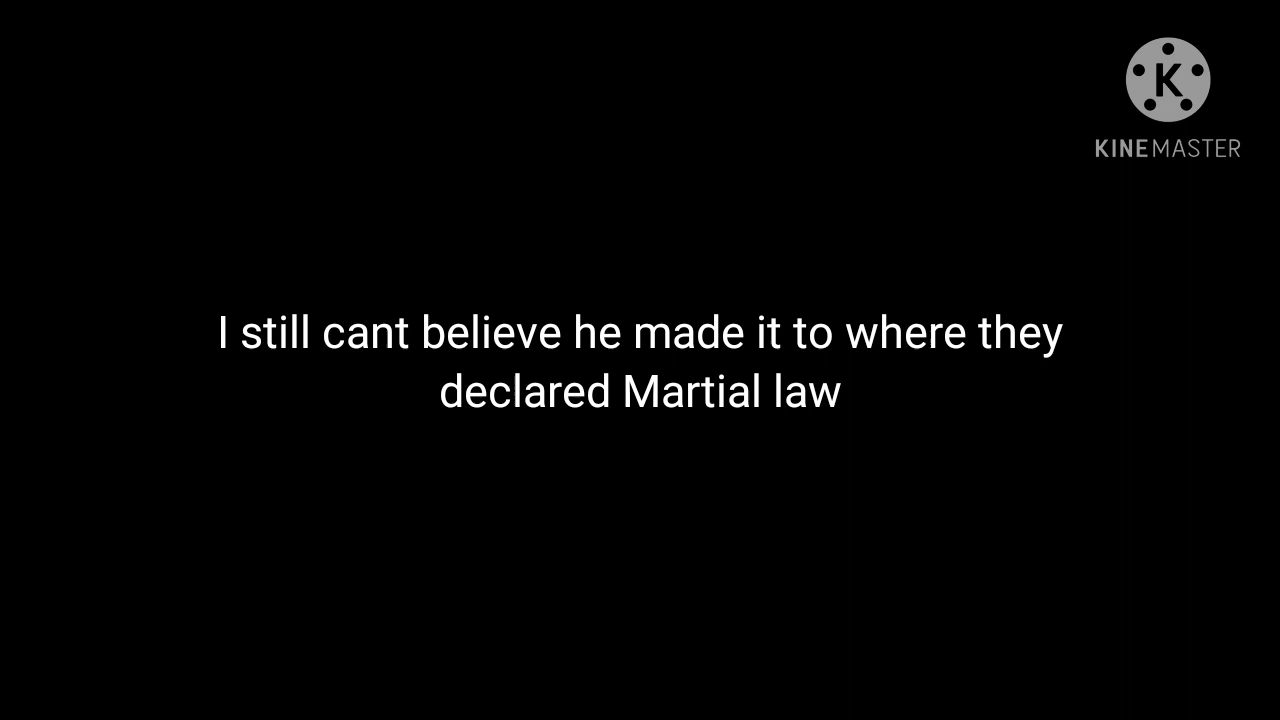 K
KINEMASTER
I still cant believe he made it to where they
declared Martial law